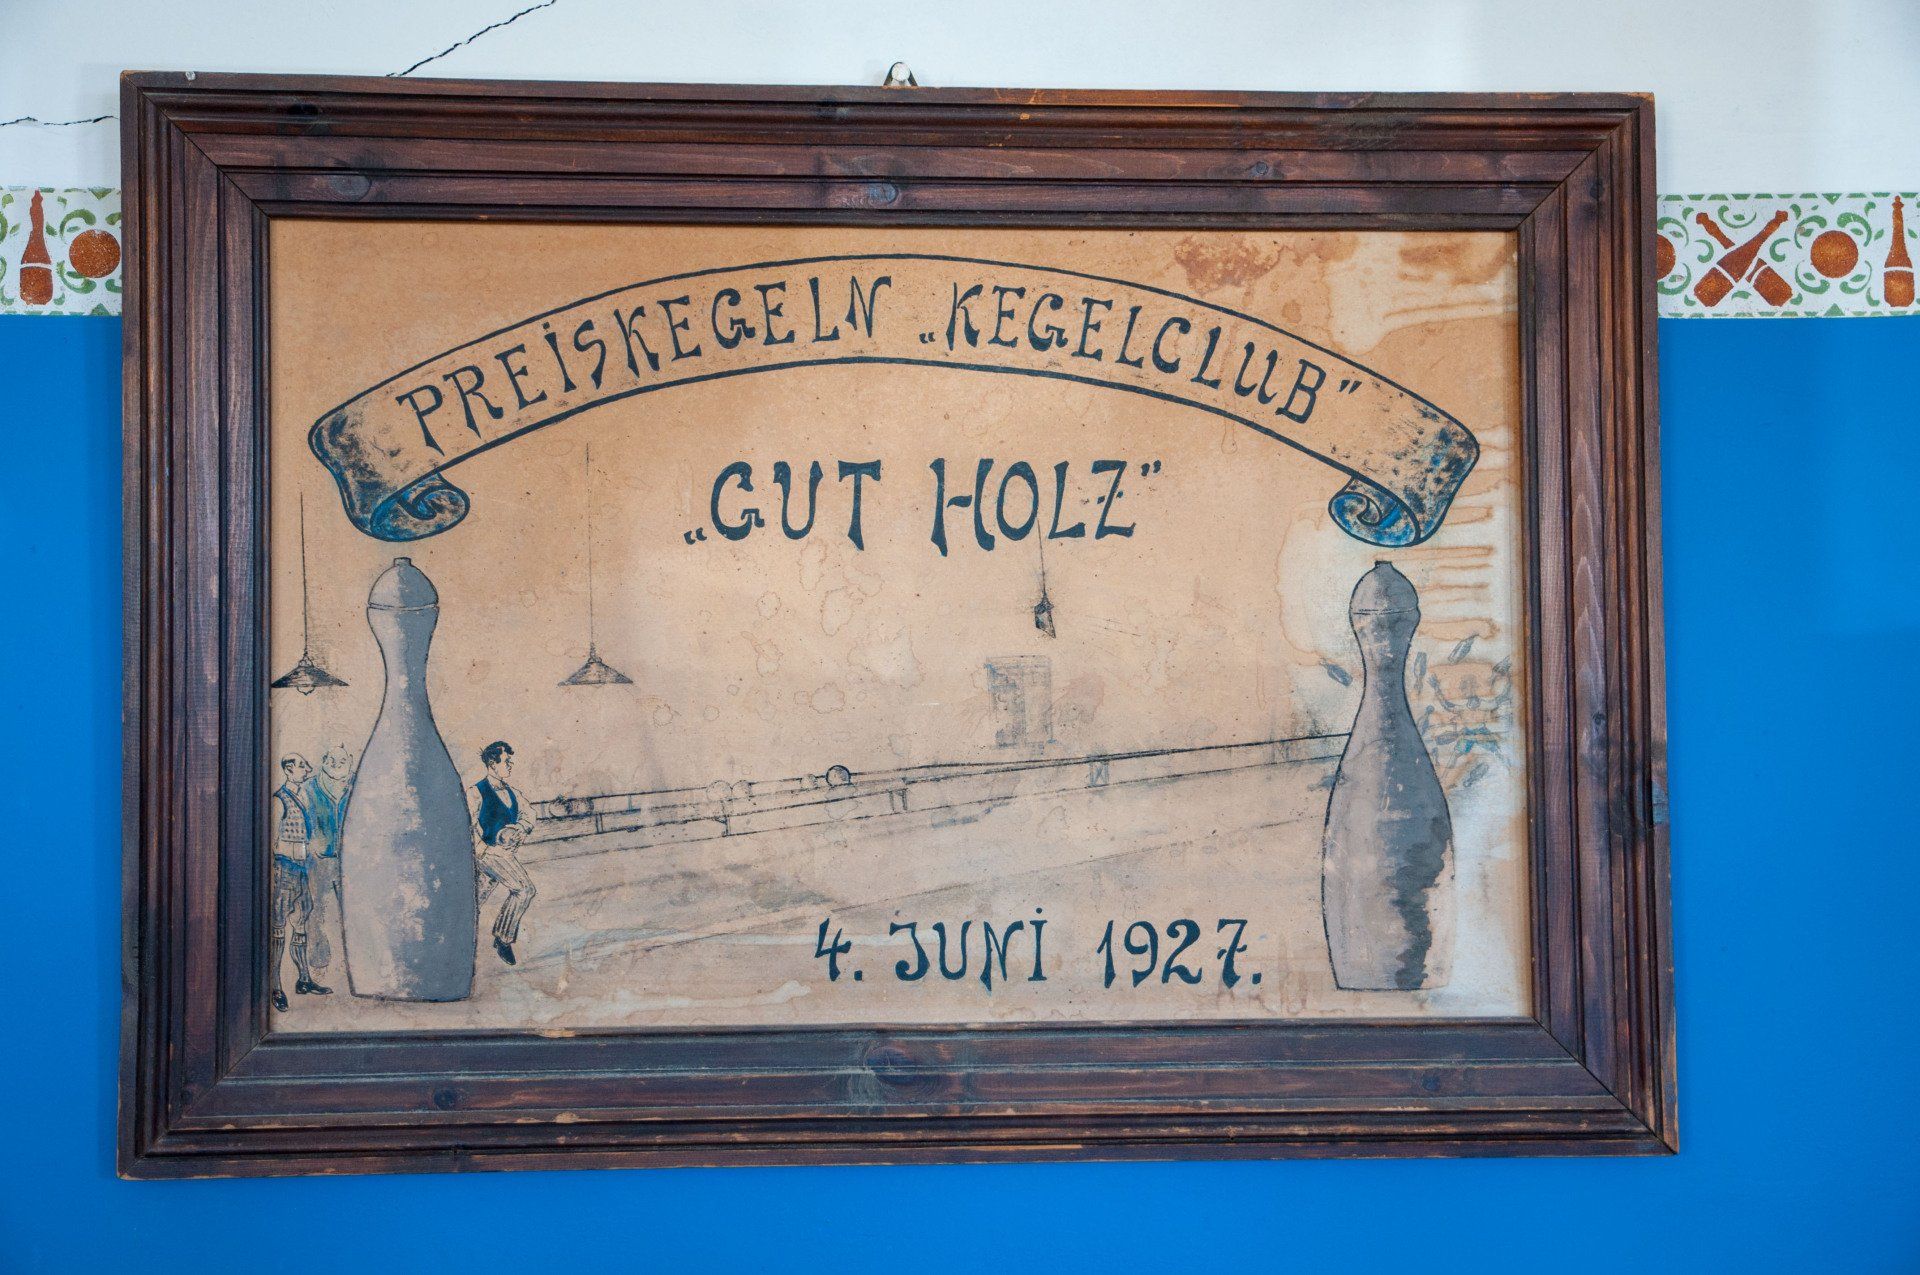 PREISKEGELN „KEGELCLUB”
„GUT HOLZ”
4. JUNI 1927.